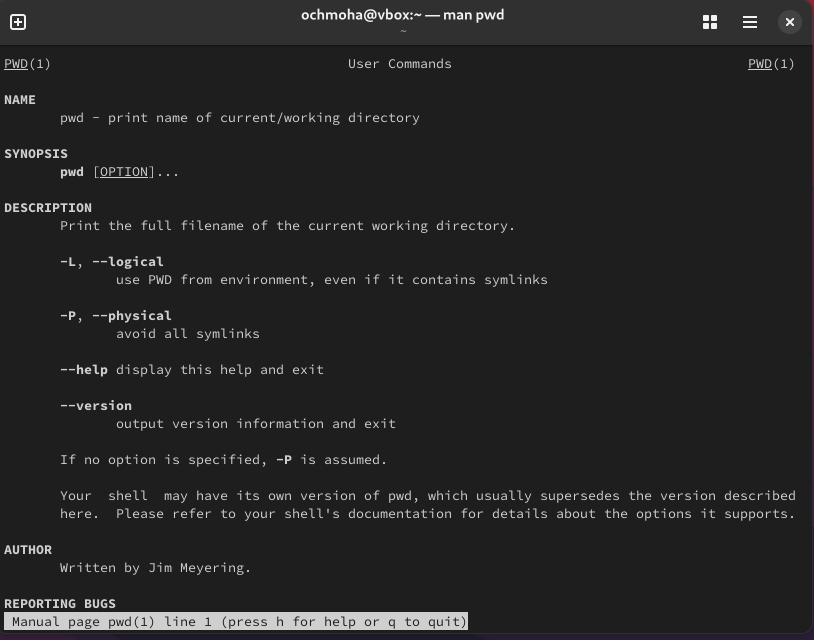 ochmoha@vbox:~ — man pwd
~
PWD(1) User Commands PWD(1)
NAME
pwd - print name of current/working directory
SYNOPSIS
pwd [OPTION]...
DESCRIPTION
Print the full filename of the current working directory.
-L, --logical
use PWD from environment, even if it contains symlinks
-P, --physical
avoid all symlinks
--help display this help and exit
--version
output version information and exit
If no option is specified, -P is assumed.
Your  shell  may have its own version of pwd, which usually supersedes the version described
here.  Please refer to your shell's documentation for details about the options it supports.
AUTHOR
Written by Jim Meyering.
REPORTING BUGS
Manual page pwd(1) line 1 (press h for help or q to quit)